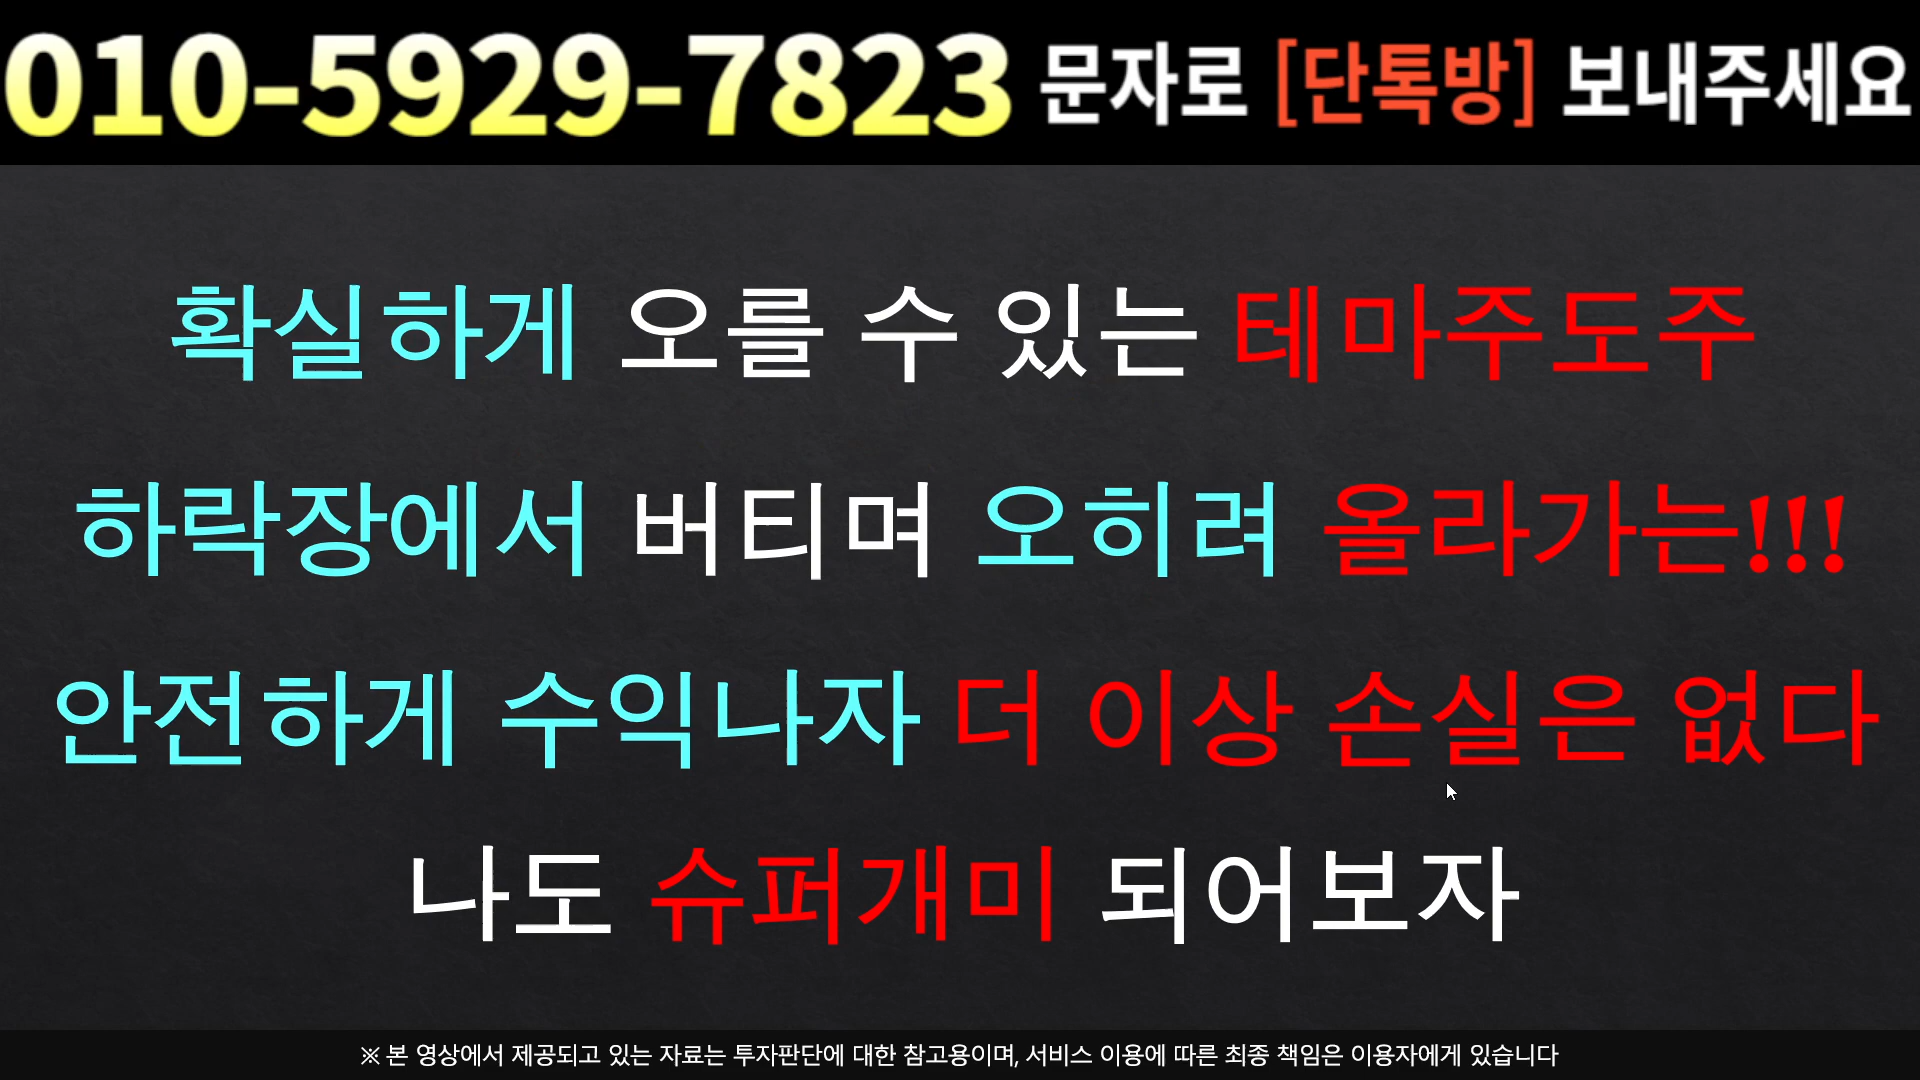 010-5929-7823 문자로 [단톡방] 보내주세요
확실하게 오를 수 있는 테마주도주
하락장에서 버티며 오히려 올라가는!!!
안전하게 수익나자 더 이상 손실은 없다
나도 슈퍼개미 되어보자
※ 본 영상에서 제공되고 있는 자료는 투자판단에 대한 참고용이며, 서비스 이용에 따른 최종 책임은 이용자에게 있습니다